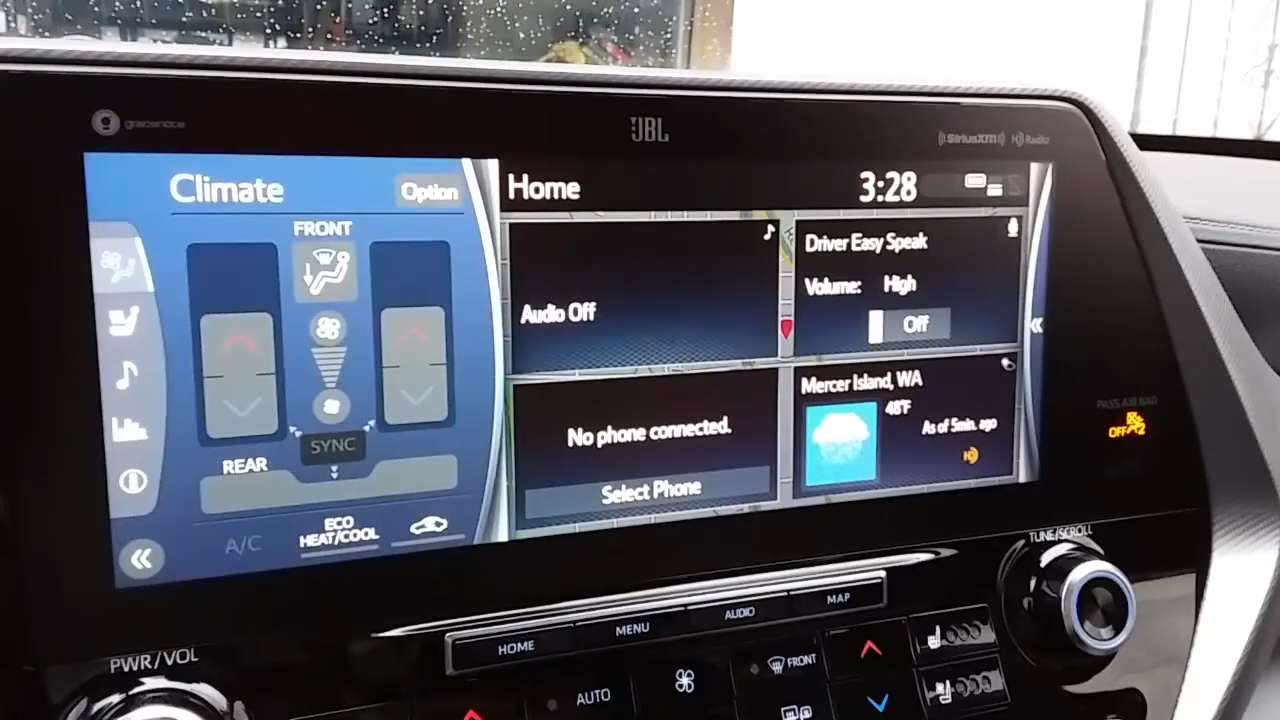 gracenote
JBL
SiriusXM
HD Radio
Climate
Option
Home
3:28
FRONT
Driver Easy Speak
Volume: High
Off
Audio Off
Mercer Island, WA
48°F
As of 5min. ago
No phone connected.
Select Phone
SYNC
REAR
A/C
ECO
HEAT/COOL
PASS AIR BAG
OFF
2
TUNE/SCROLL
HOME
MENU
AUDIO
MAP
PWR/VOL
AUTO
FRONT